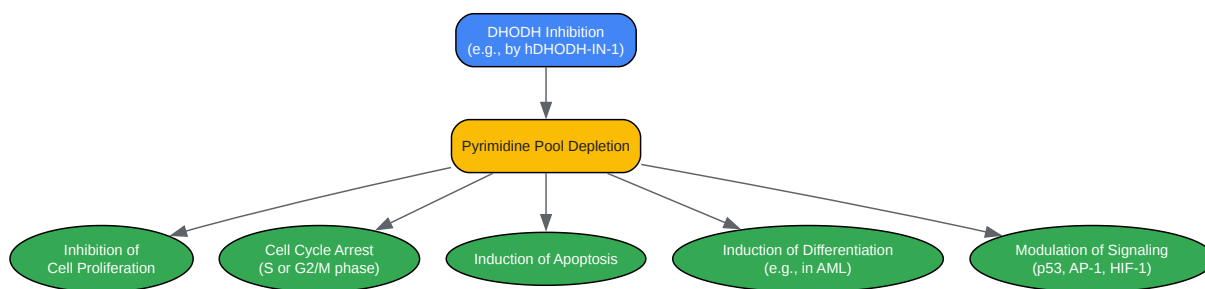 DHODH Inhibition
(e.g., by hDHODH-IN-1)
Pyrimidine Pool Depletion
Inhibition of
Cell Proliferation
Cell Cycle Arrest
(S or G2/M phase)
Induction of Apoptosis
Induction of Differentiation
(e.g., in AML)
Modulation of Signaling
(p53, AP-1, HIF-1)